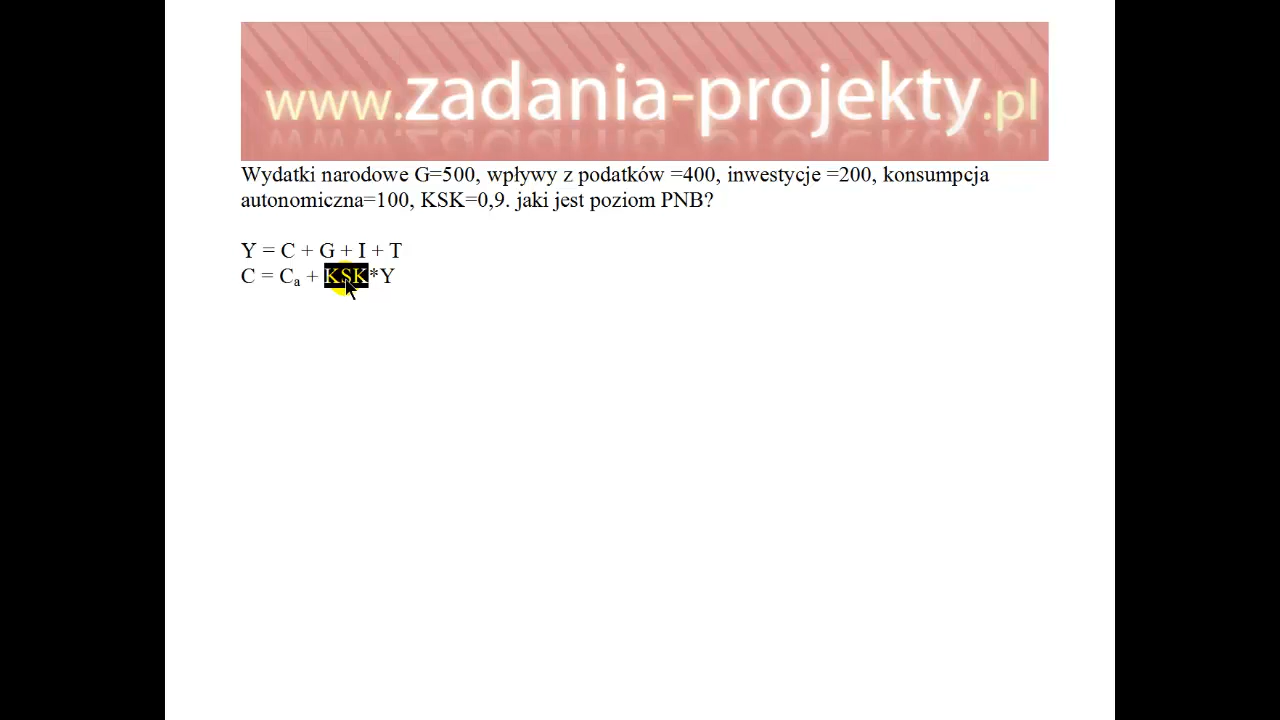 www.zadania-projekty.pl
Wydatki narodowe G=500, wpływy z podatków =400, inwestycje =200, konsumpcja
autonomiczna=100, KSK=0,9. jaki jest poziom PNB?
Y = C + G + I + T
C = Ca + KSK*Y